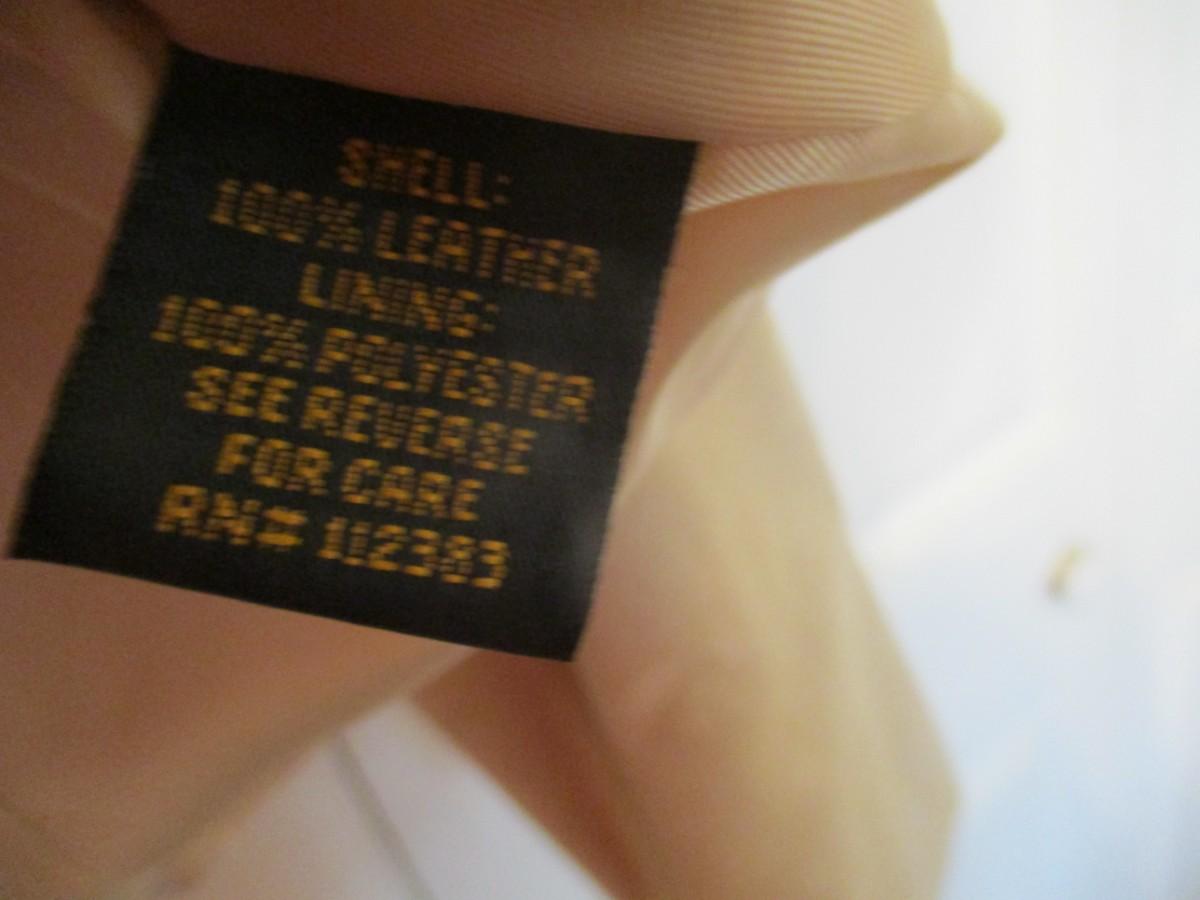 SHELL:
100% LEATHER
LINING:
100% POLYESTER
SEE REVERSE
FOR CARE
RN# 112383